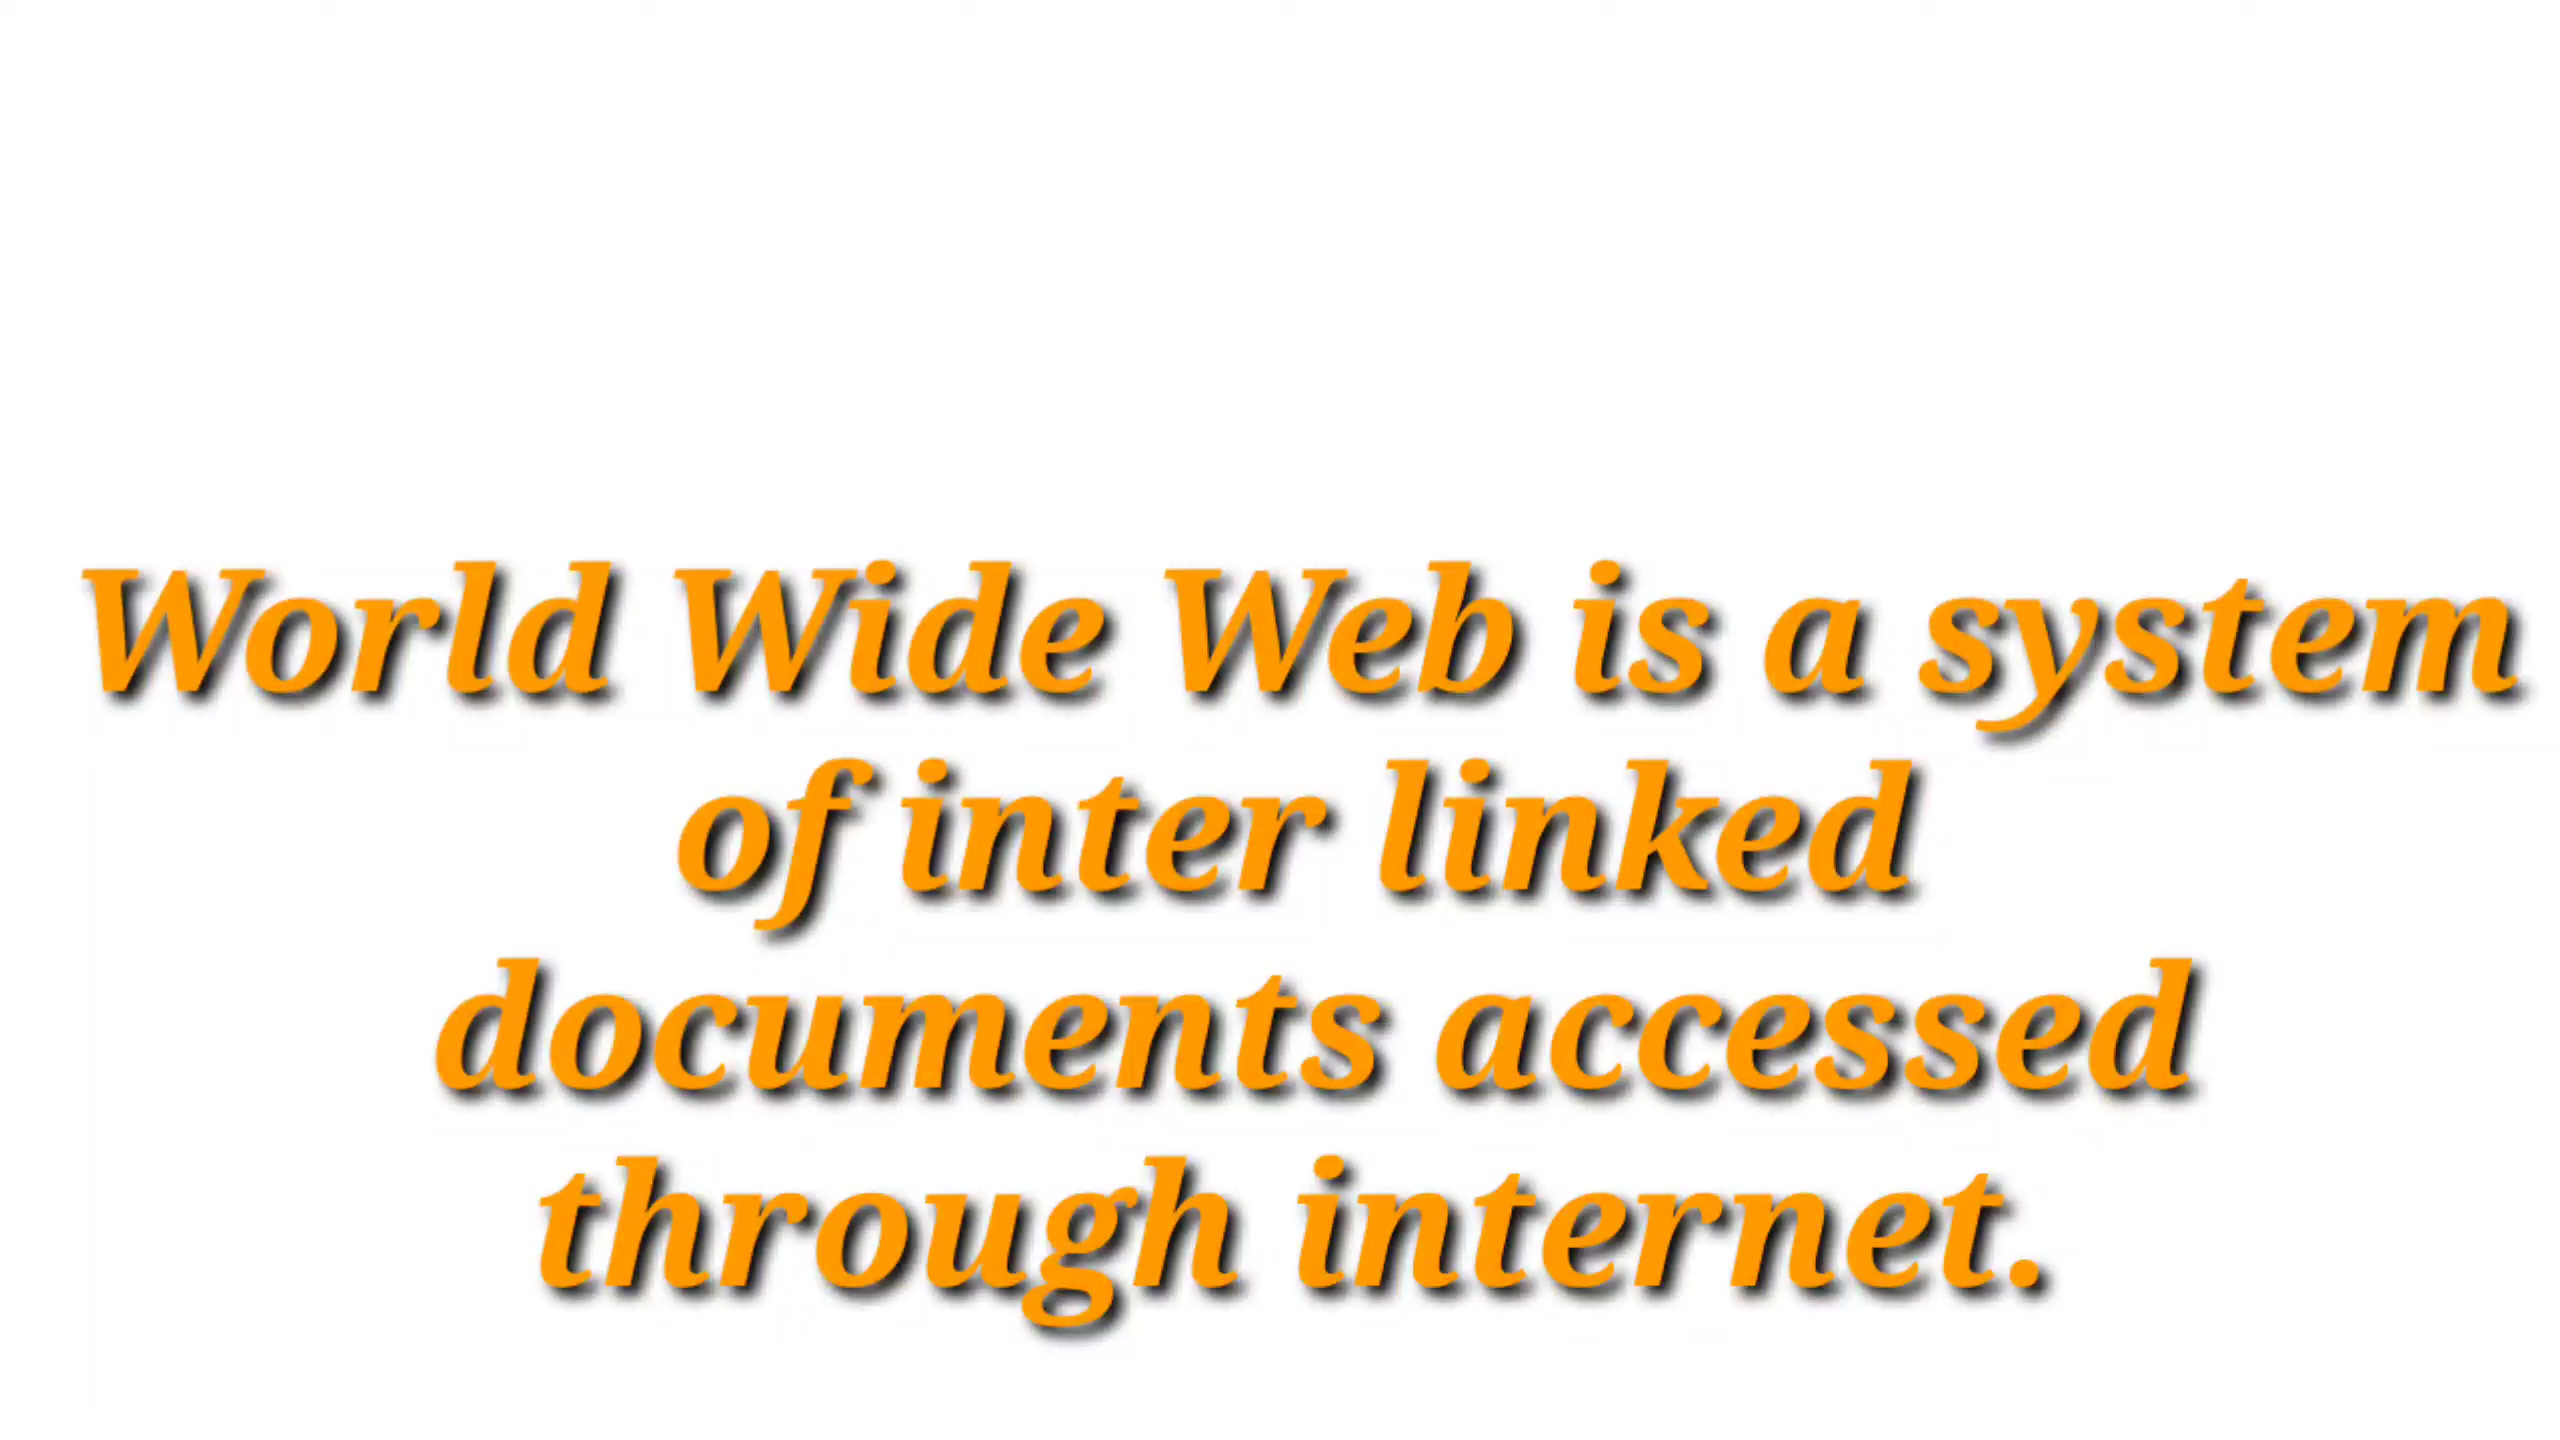 World Wide Web is a system
of inter linked
documents accessed
through internet.